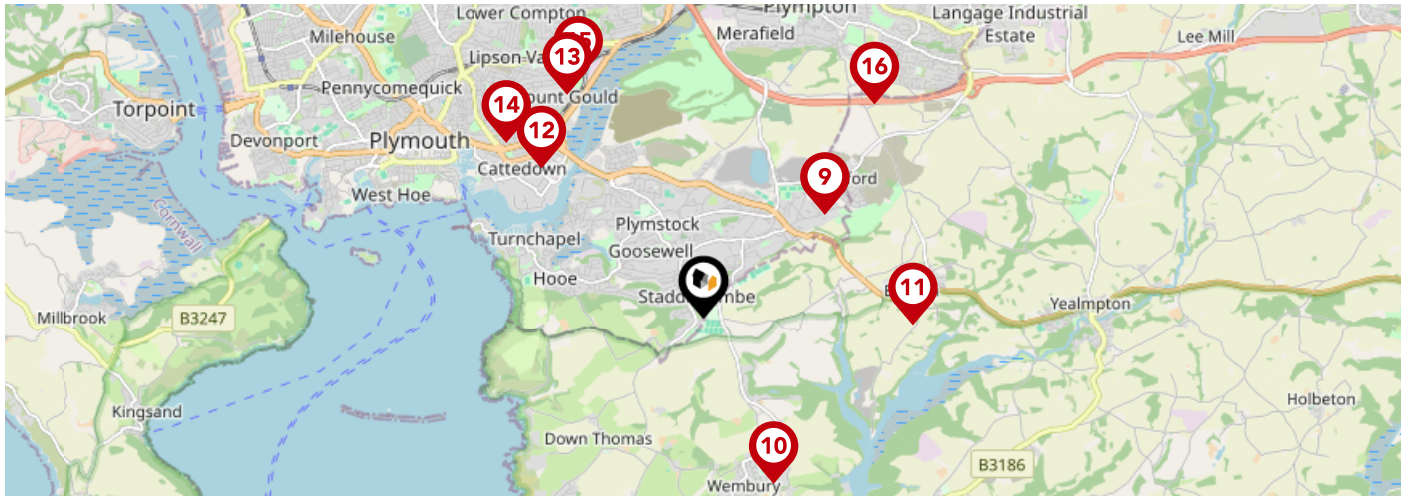 Lower Compton
Plympton
Langage Industrial
Estate
Milehouse
Merafield
Lee Mill
Lipson
13
16
Pennycomequick
14
Mount Gould
Torpoint
12
Devonport
Plymouth
Cattedown
9
West Hoe
Cornwall
Plymstock
Turnchapel
Goosewell
Hooe
11
Yealmpton
Millbrook
B3247
Kingsand
Holbeton
Down Thomas
10
B3186
Wembury